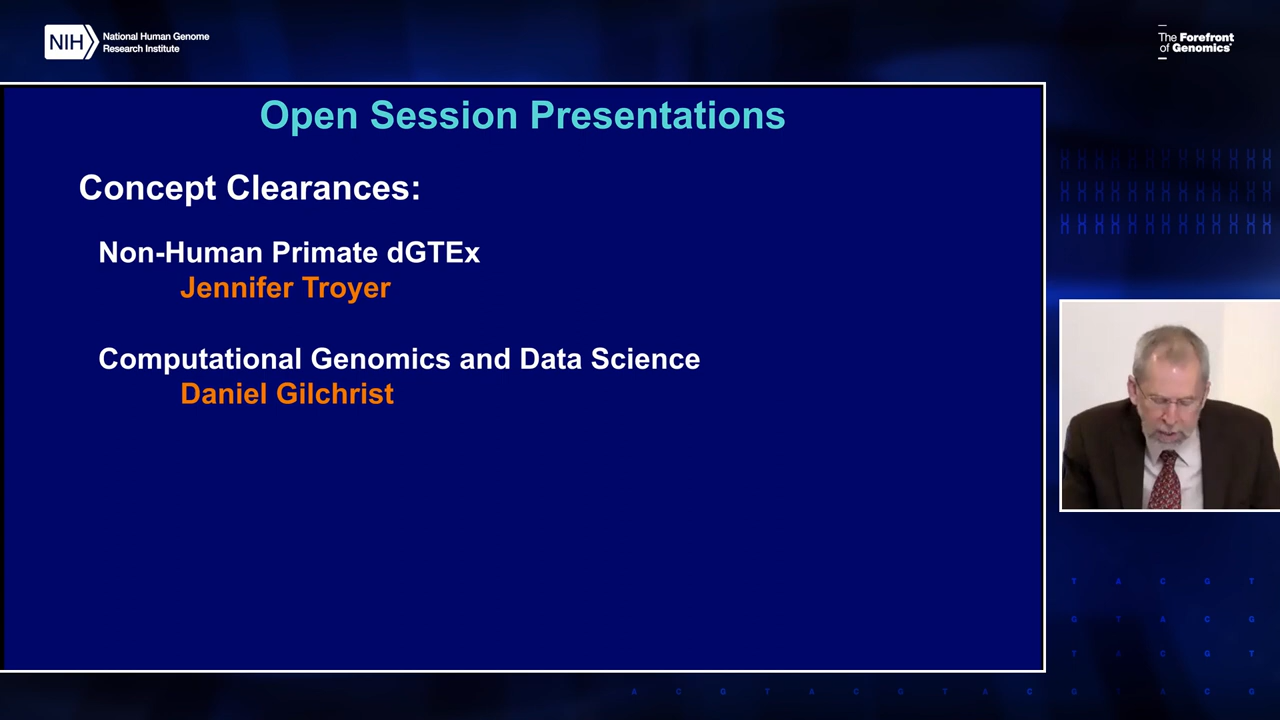 NIH
National Human Genome
Research Institute
The Forefront
of Genomics®
Open Session Presentations
Concept Clearances:
Non-Human Primate dGTEx
Jennifer Troyer
Computational Genomics and Data Science
Daniel Gilchrist
T A C G T
G T A C G
T A C G T
A C G T A C G T A C G T A C G